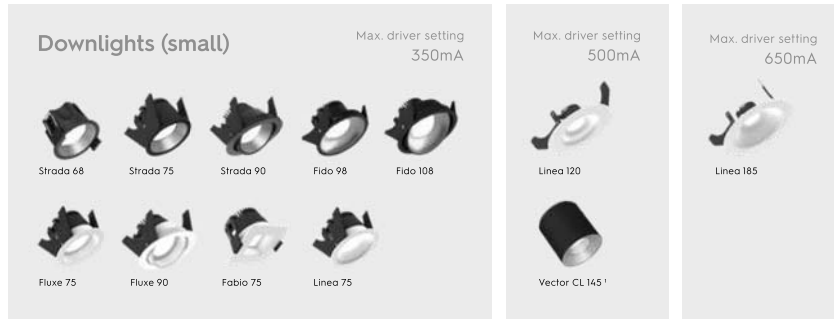 Downlights (small)
Max. driver setting
350mA
Strada 68
Strada 75
Strada 90
Fido 98
Fido 108
Fluxe 75
Fluxe 90
Fabio 75
Linea 75
Max. driver setting
500mA
Linea 120
Vector CL 145 ¹
Max. driver setting
650mA
Linea 185